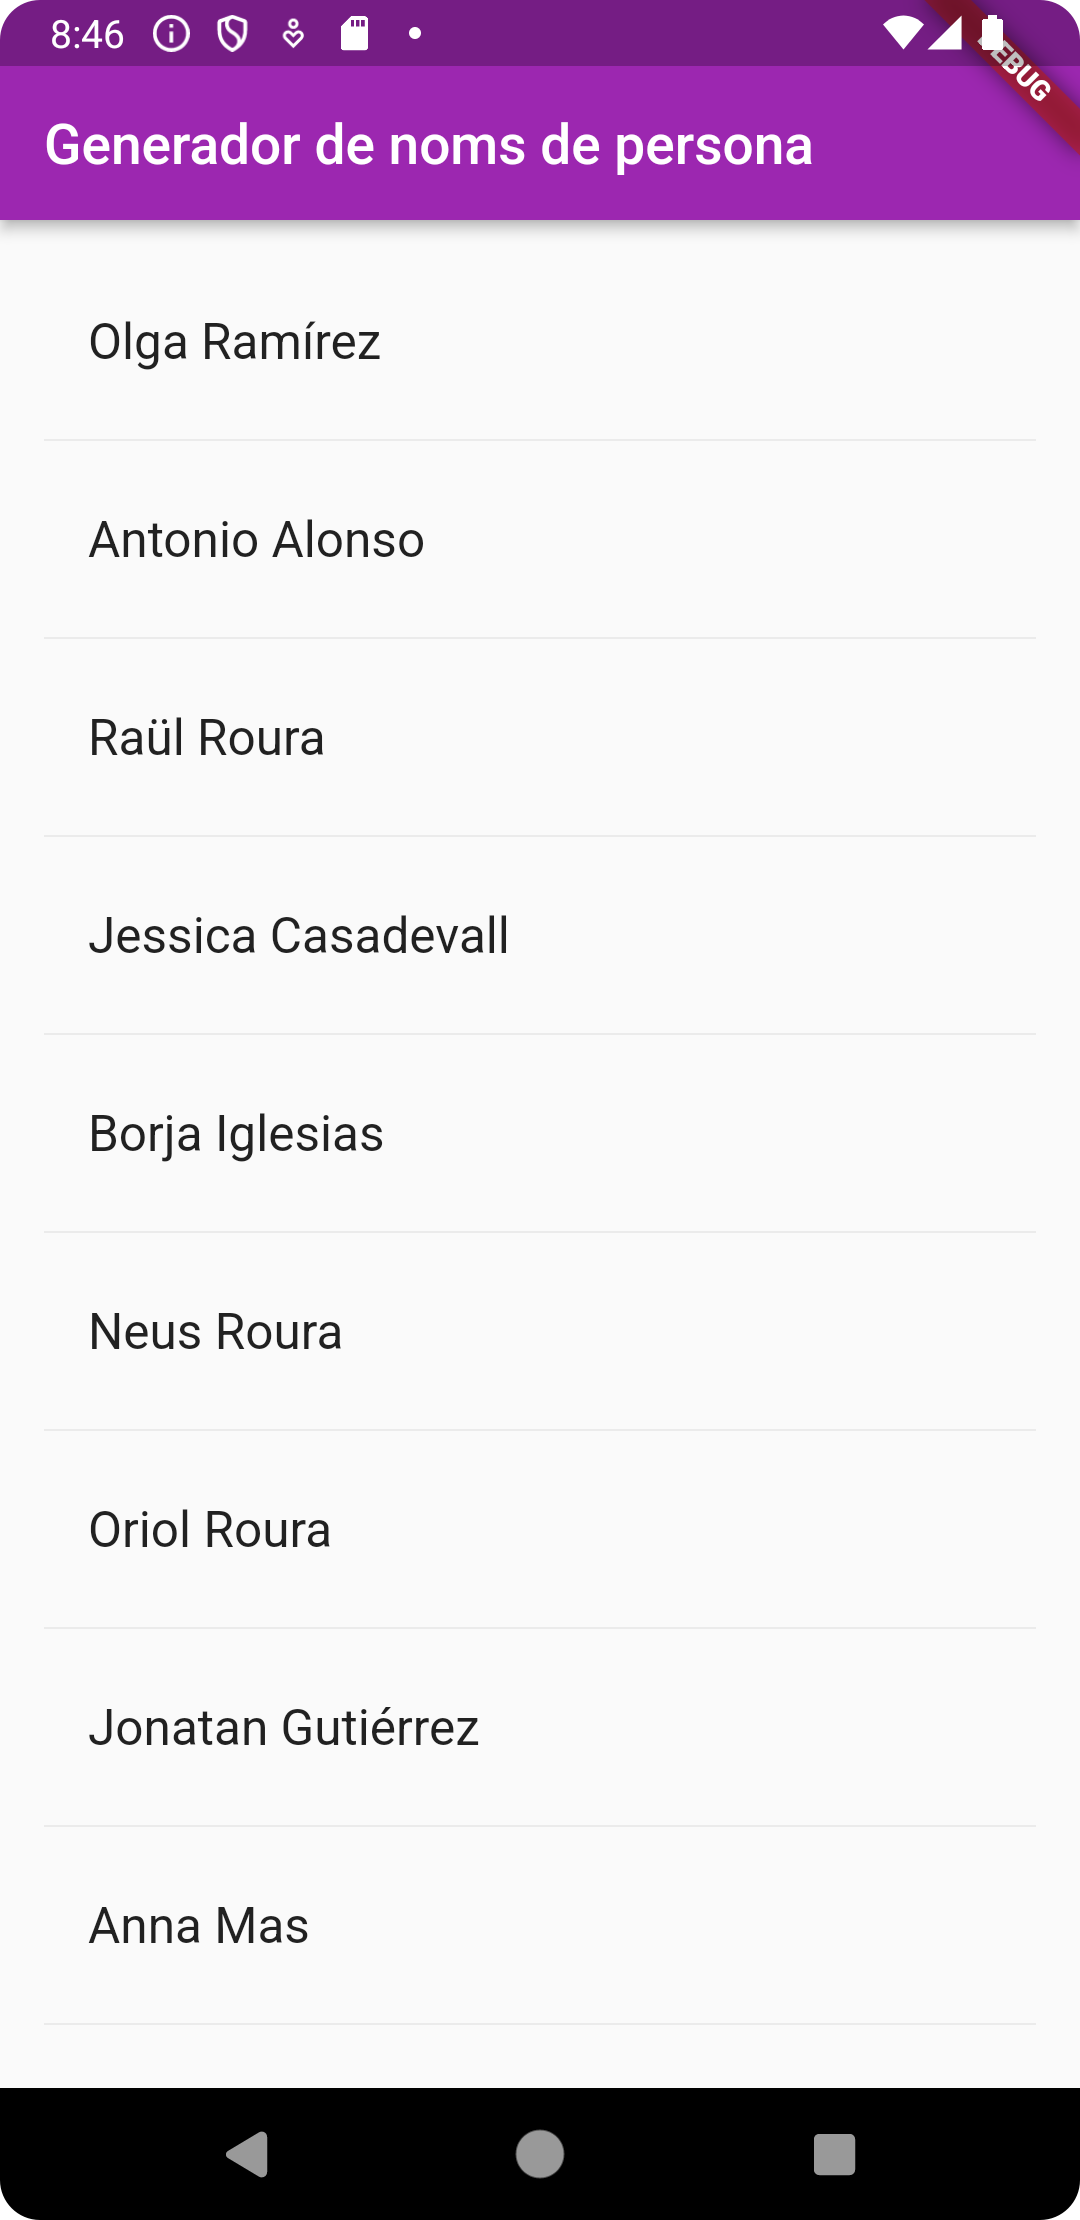 8:46
DEBUG
Generador de noms de persona
Olga Ramírez
Antonio Alonso
Raül Roura
Jessica Casadevall
Borja Iglesias
Neus Roura
Oriol Roura
Jonatan Gutiérrez
Anna Mas